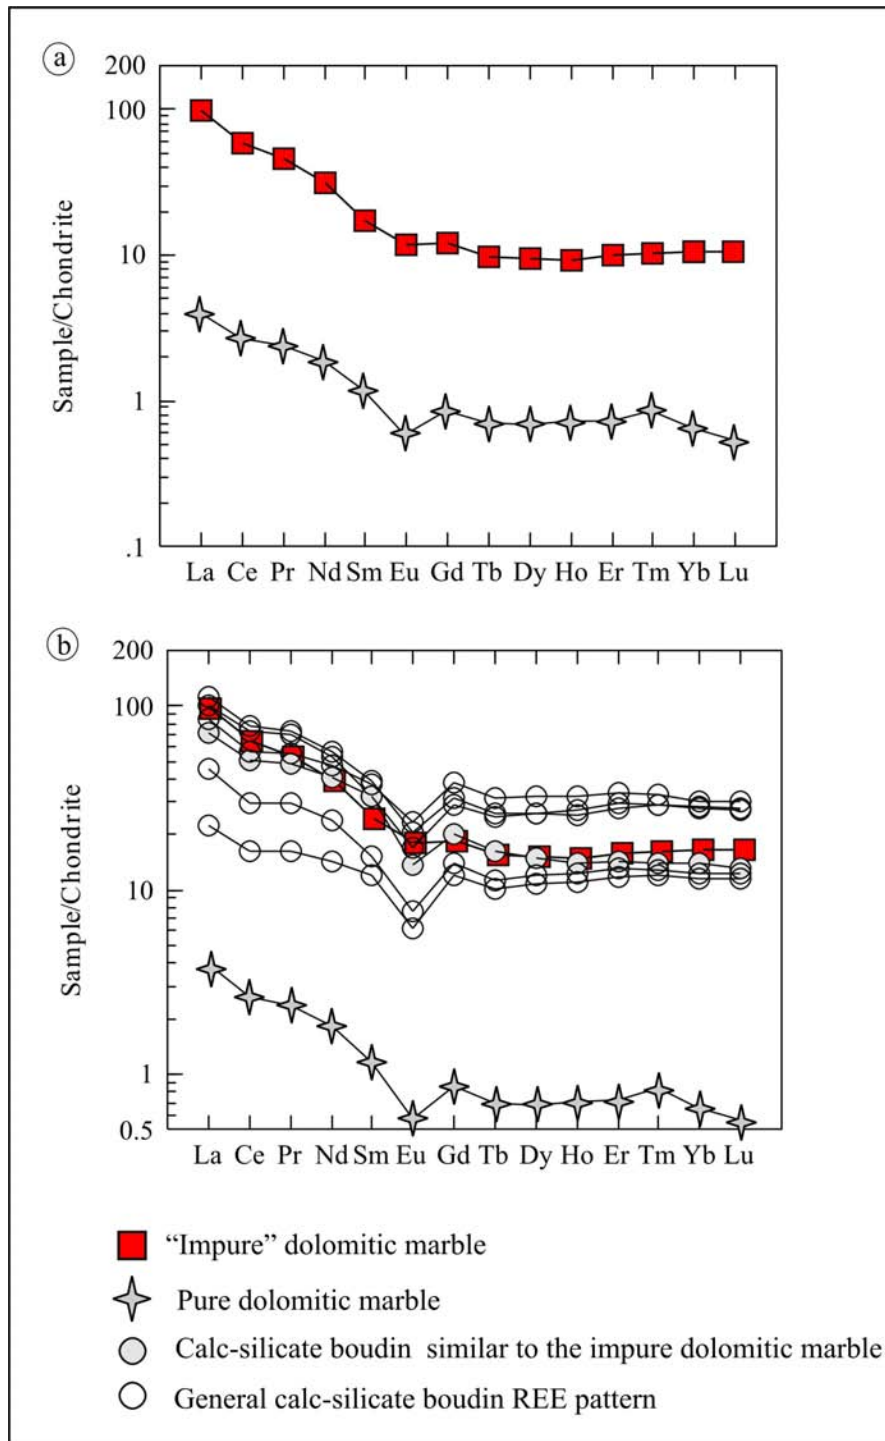 a
200
100
10
1
.1
Sample/Chondrite
La Ce Pr Nd Sm Eu Gd Tb Dy Ho Er Tm Yb Lu
b
200
100
10
1
0.5
Sample/Chondrite
La Ce Pr Nd Sm Eu Gd Tb Dy Ho Er Tm Yb Lu
“Impure” dolomitic marble
Pure dolomitic marble
Calc-silicate boudin similar to the impure dolomitic marble
General calc-silicate boudin REE pattern